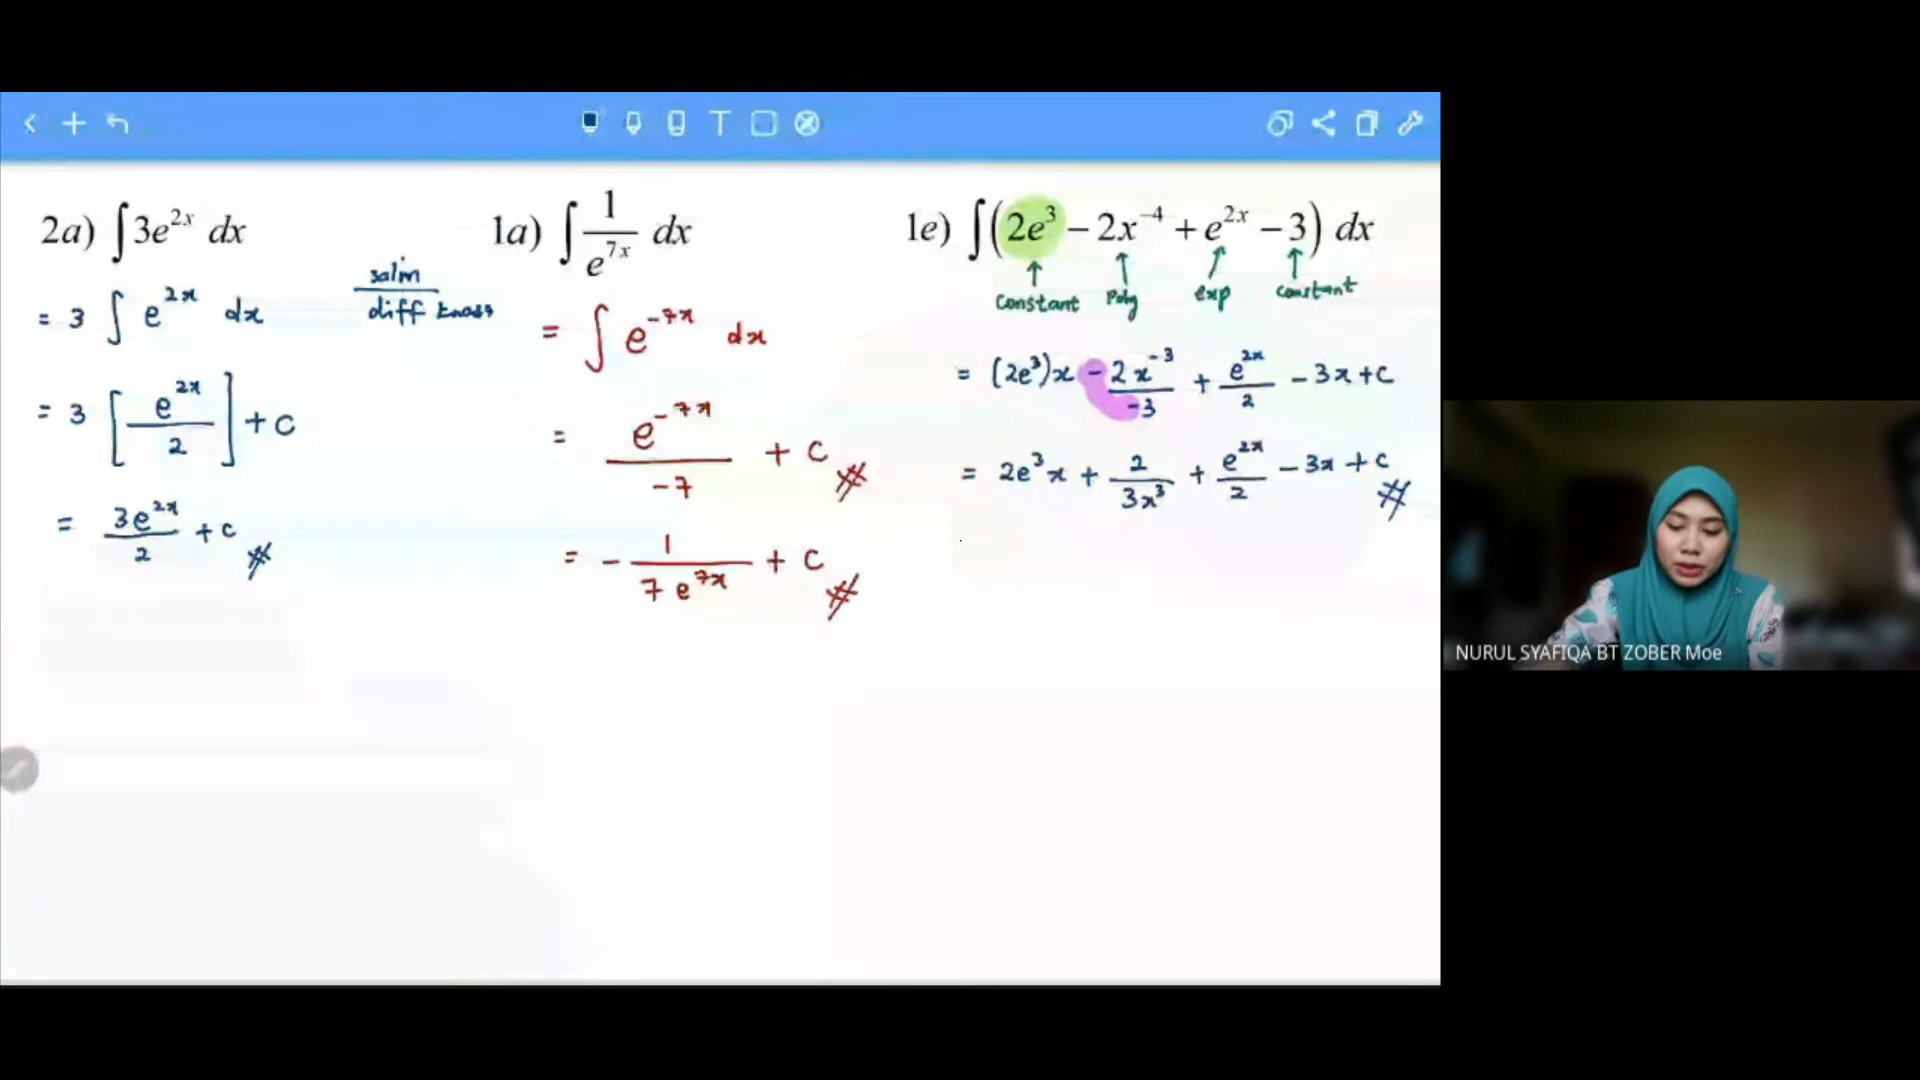 2a) ∫3e^{2x} dx
= 3 ∫ e^{2x} dx
salin
diff kuasa
= 3 [e^{2x}/2] + c
= 3e^{2x}/2 + c #
1a) ∫ 1/e^{7x} dx
= ∫ e^{-7x} dx
= e^{-7x}/-7 + c #
= - 1/7e^{7x} + c #
1e) ∫(2e^3 − 2x^{-4} + e^{2x} − 3) dx
↑ ↑ ↑ ↑
constant poly exp constant
= (2e^3)x - 2x^{-3}/-3 + e^{2x}/2 - 3x + c
= 2e^3x + 2/3x^3 + e^{2x}/2 - 3x + c #
NURUL SYAFIQA BT ZOBER Moe
T